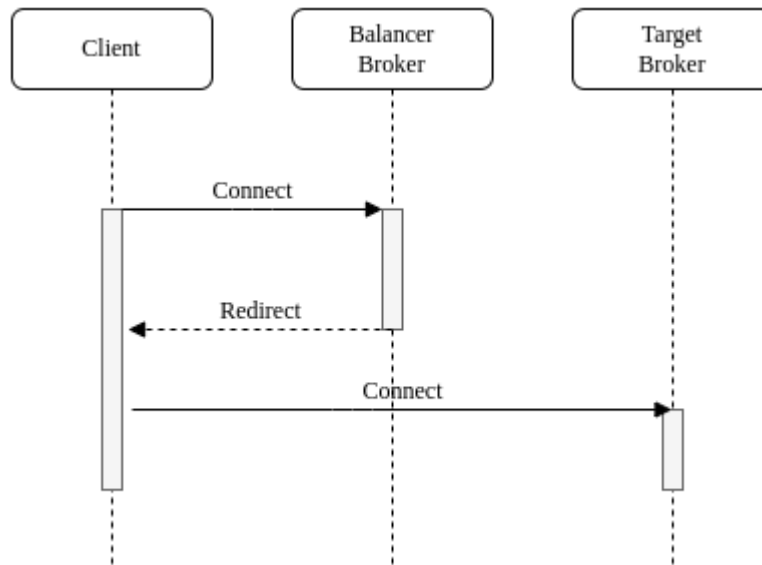 Client
Balancer
Broker
Target
Broker
Connect
Redirect
Connect